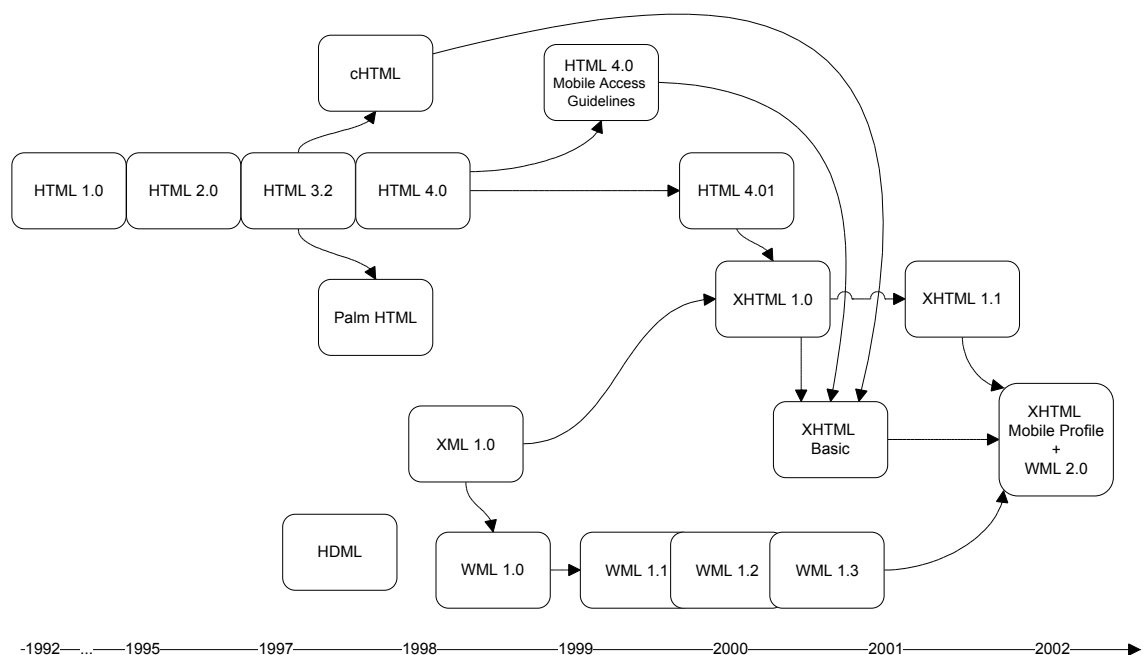 cHTML
HTML 4.0
Mobile Access
Guidelines
HTML 1.0
HTML 2.0
HTML 3.2
HTML 4.0
HTML 4.01
XHTML 1.0
XHTML 1.1
Palm HTML
XML 1.0
XHTML
Basic
XHTML
Mobile Profile
+
WML 2.0
HDML
WML 1.0
WML 1.1
WML 1.2
WML 1.3
-1992 ... 1995 1997 1998 1999 2000 2001 2002